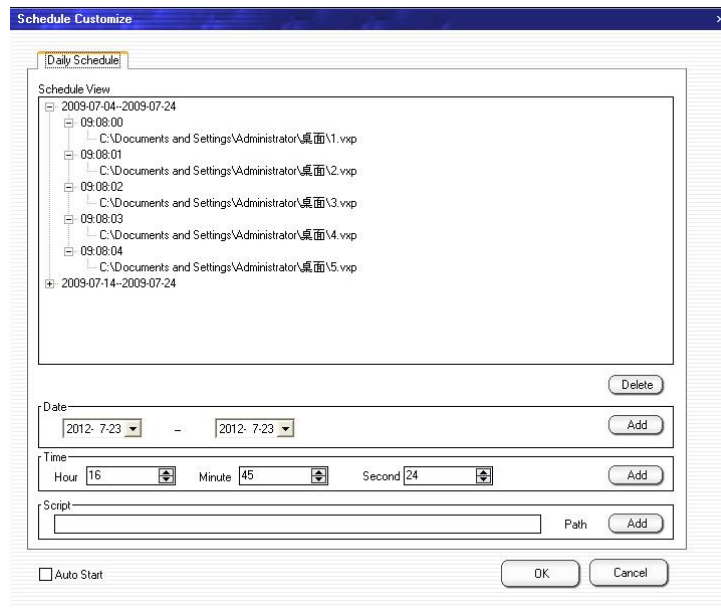 Schedule Customize
Daily Schedule
Schedule View
2009-07-04--2009-07-24
09:08:00
C:\Documents and Settings\Administrator\桌面\1.vxp
09:08:01
C:\Documents and Settings\Administrator\桌面\2.vxp
09:08:02
C:\Documents and Settings\Administrator\桌面\3.vxp
09:08:03
C:\Documents and Settings\Administrator\桌面\4.vxp
09:08:04
C:\Documents and Settings\Administrator\桌面\5.vxp
2009-07-14--2009-07-24
Delete
Date
2012- 7-23 – 2012- 7-23 Add
Time
Hour 16 Minute 45 Second 24 Add
Script
Path Add
Auto Start OK Cancel